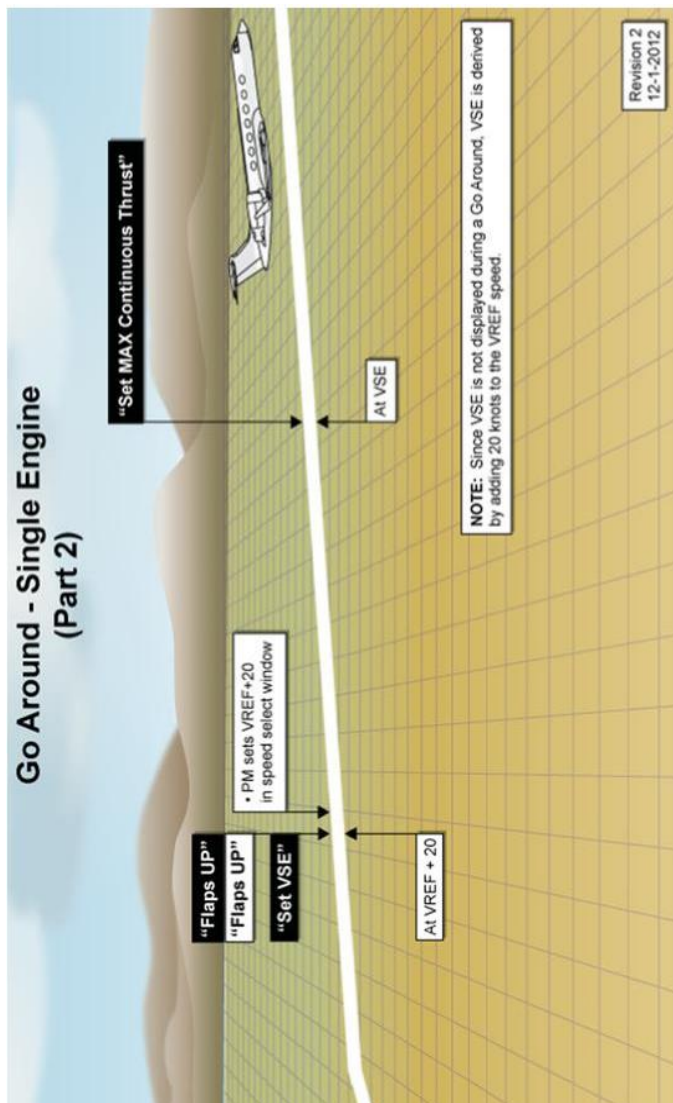 Go Around - Single Engine
(Part 2)
“Flaps UP”
“Flaps UP”
“Set VSE”
• PM sets VREF+20
in speed select window
At VREF + 20
“Set MAX Continuous Thrust”
At VSE
NOTE: Since VSE is not displayed during a Go Around, VSE is derived
by adding 20 knots to the VREF speed.
Revision 2
12-1-2012